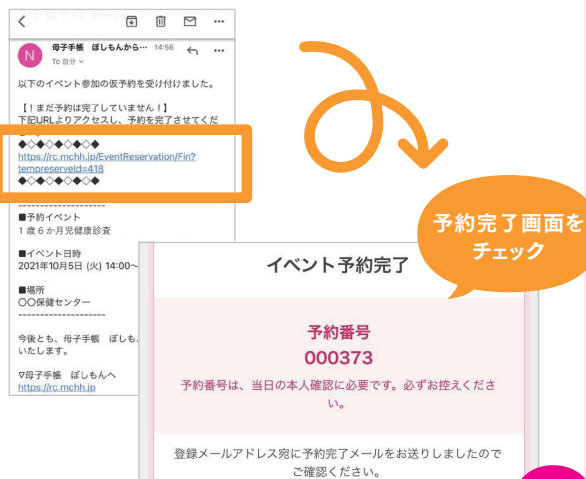 N
母子手帳　ぽしもんから… 14:56
To 自分
以下のイベント参加の仮予約を受け付けました。
【！まだ予約は完了していません！】
下記URLよりアクセスし、予約を完了させてくだ
◆◇◆◇◆◇◆◇◆
https://rc.mchh.jp/EventReservation/Fin?
tempreserveId=418
◆◇◆◇◆◇◆◇◆
--------------------
■予約イベント
１歳６か月児健康診査
■イベント日時
2021年10月5日 (火) 14:00~
■場所
〇〇保健センター
--------------------
今後とも、母子手帳　ぽしも
いたします。
▽母子手帳　ぽしもんへ
https://rc.mchh.jp
予約完了画面を
チェック
イベント予約完了
予約番号
000373
予約番号は、当日の本人確認に必要です。必ずお控えくださ
い。
登録メールアドレス宛に予約完了メールをお送りしましたので
ご確認ください。